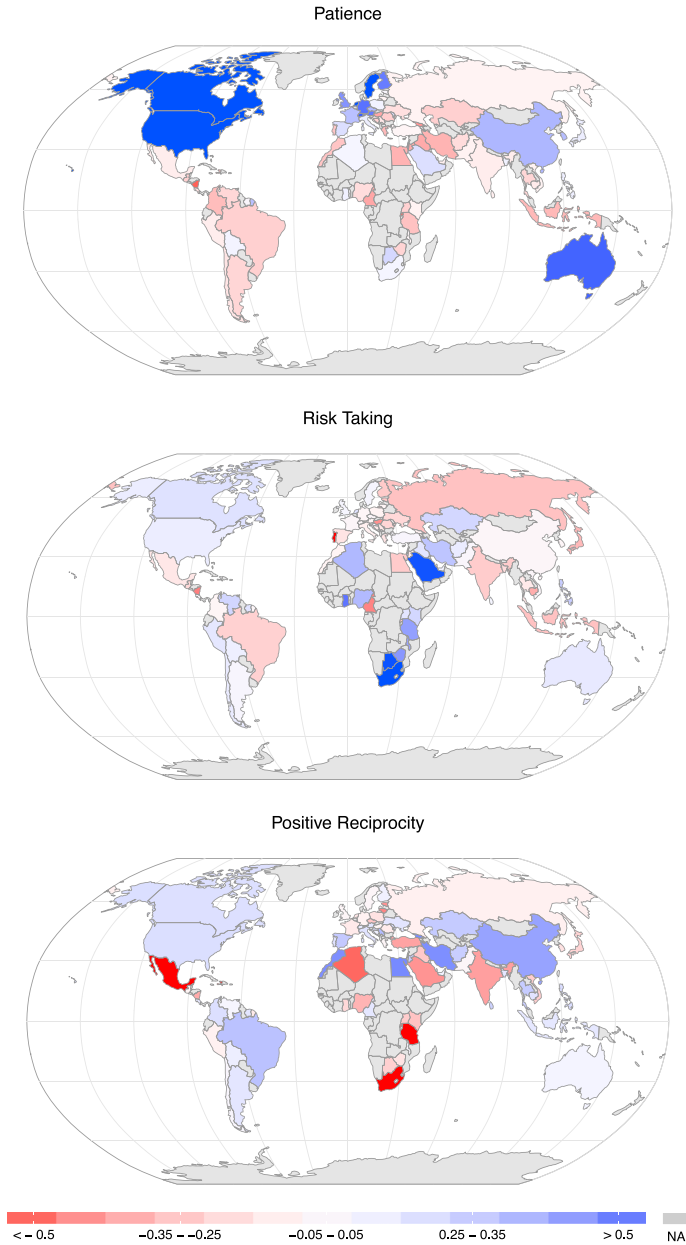 Patience
Risk Taking
Positive Reciprocity
< − 0.5 −0.35 − −0.25 −0.05 − 0.05 0.25 − 0.35 > 0.5 NA